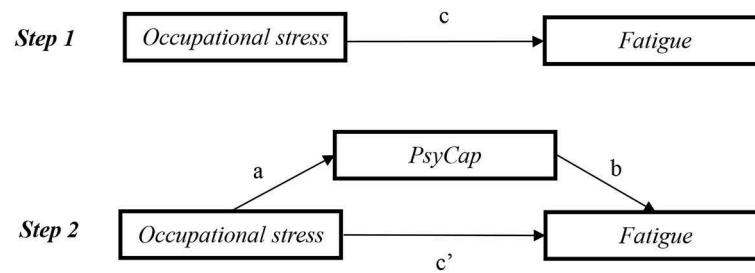 c
Step 1 Occupational stress Fatigue
PsyCap
a b
Step 2 Occupational stress Fatigue
c’